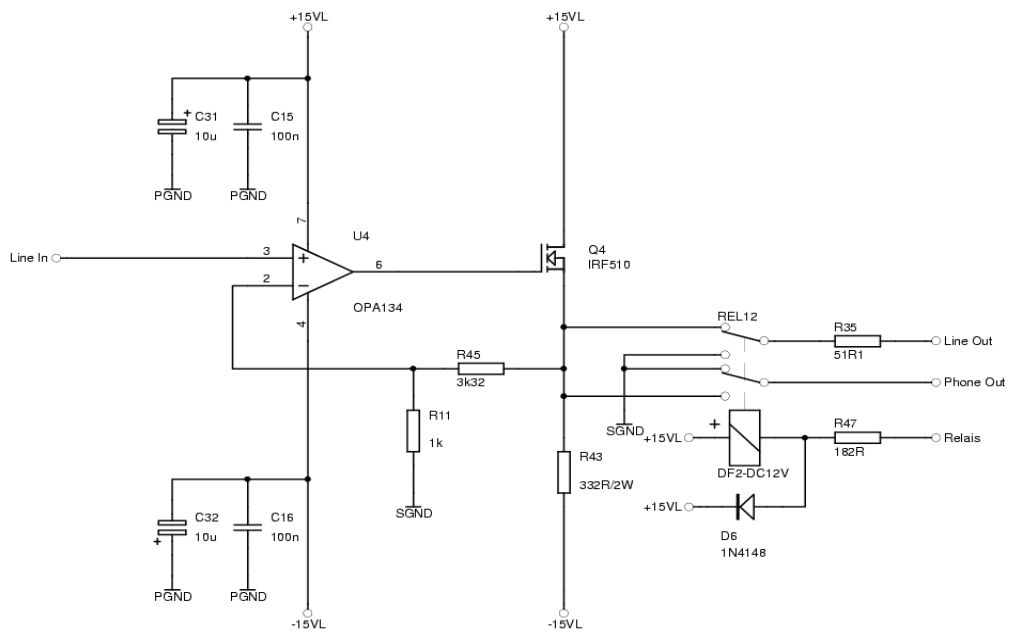 +15VL
+15VL
+
C31
10u
C15
100n
PGND
PGND
7
U4
Line In
3
+
6
Q4
IRF510
2
−
OPA134
4
REL12
R35
51R1
Line Out
R45
3k32
Phone Out
R11
1k
SGND
+
+15VL
R47
182R
Relais
R43
332R/2W
DF2-DC12V
C32
10u
+
C16
100n
SGND
+15VL
D6
1N4148
PGND
PGND
-15VL
-15VL